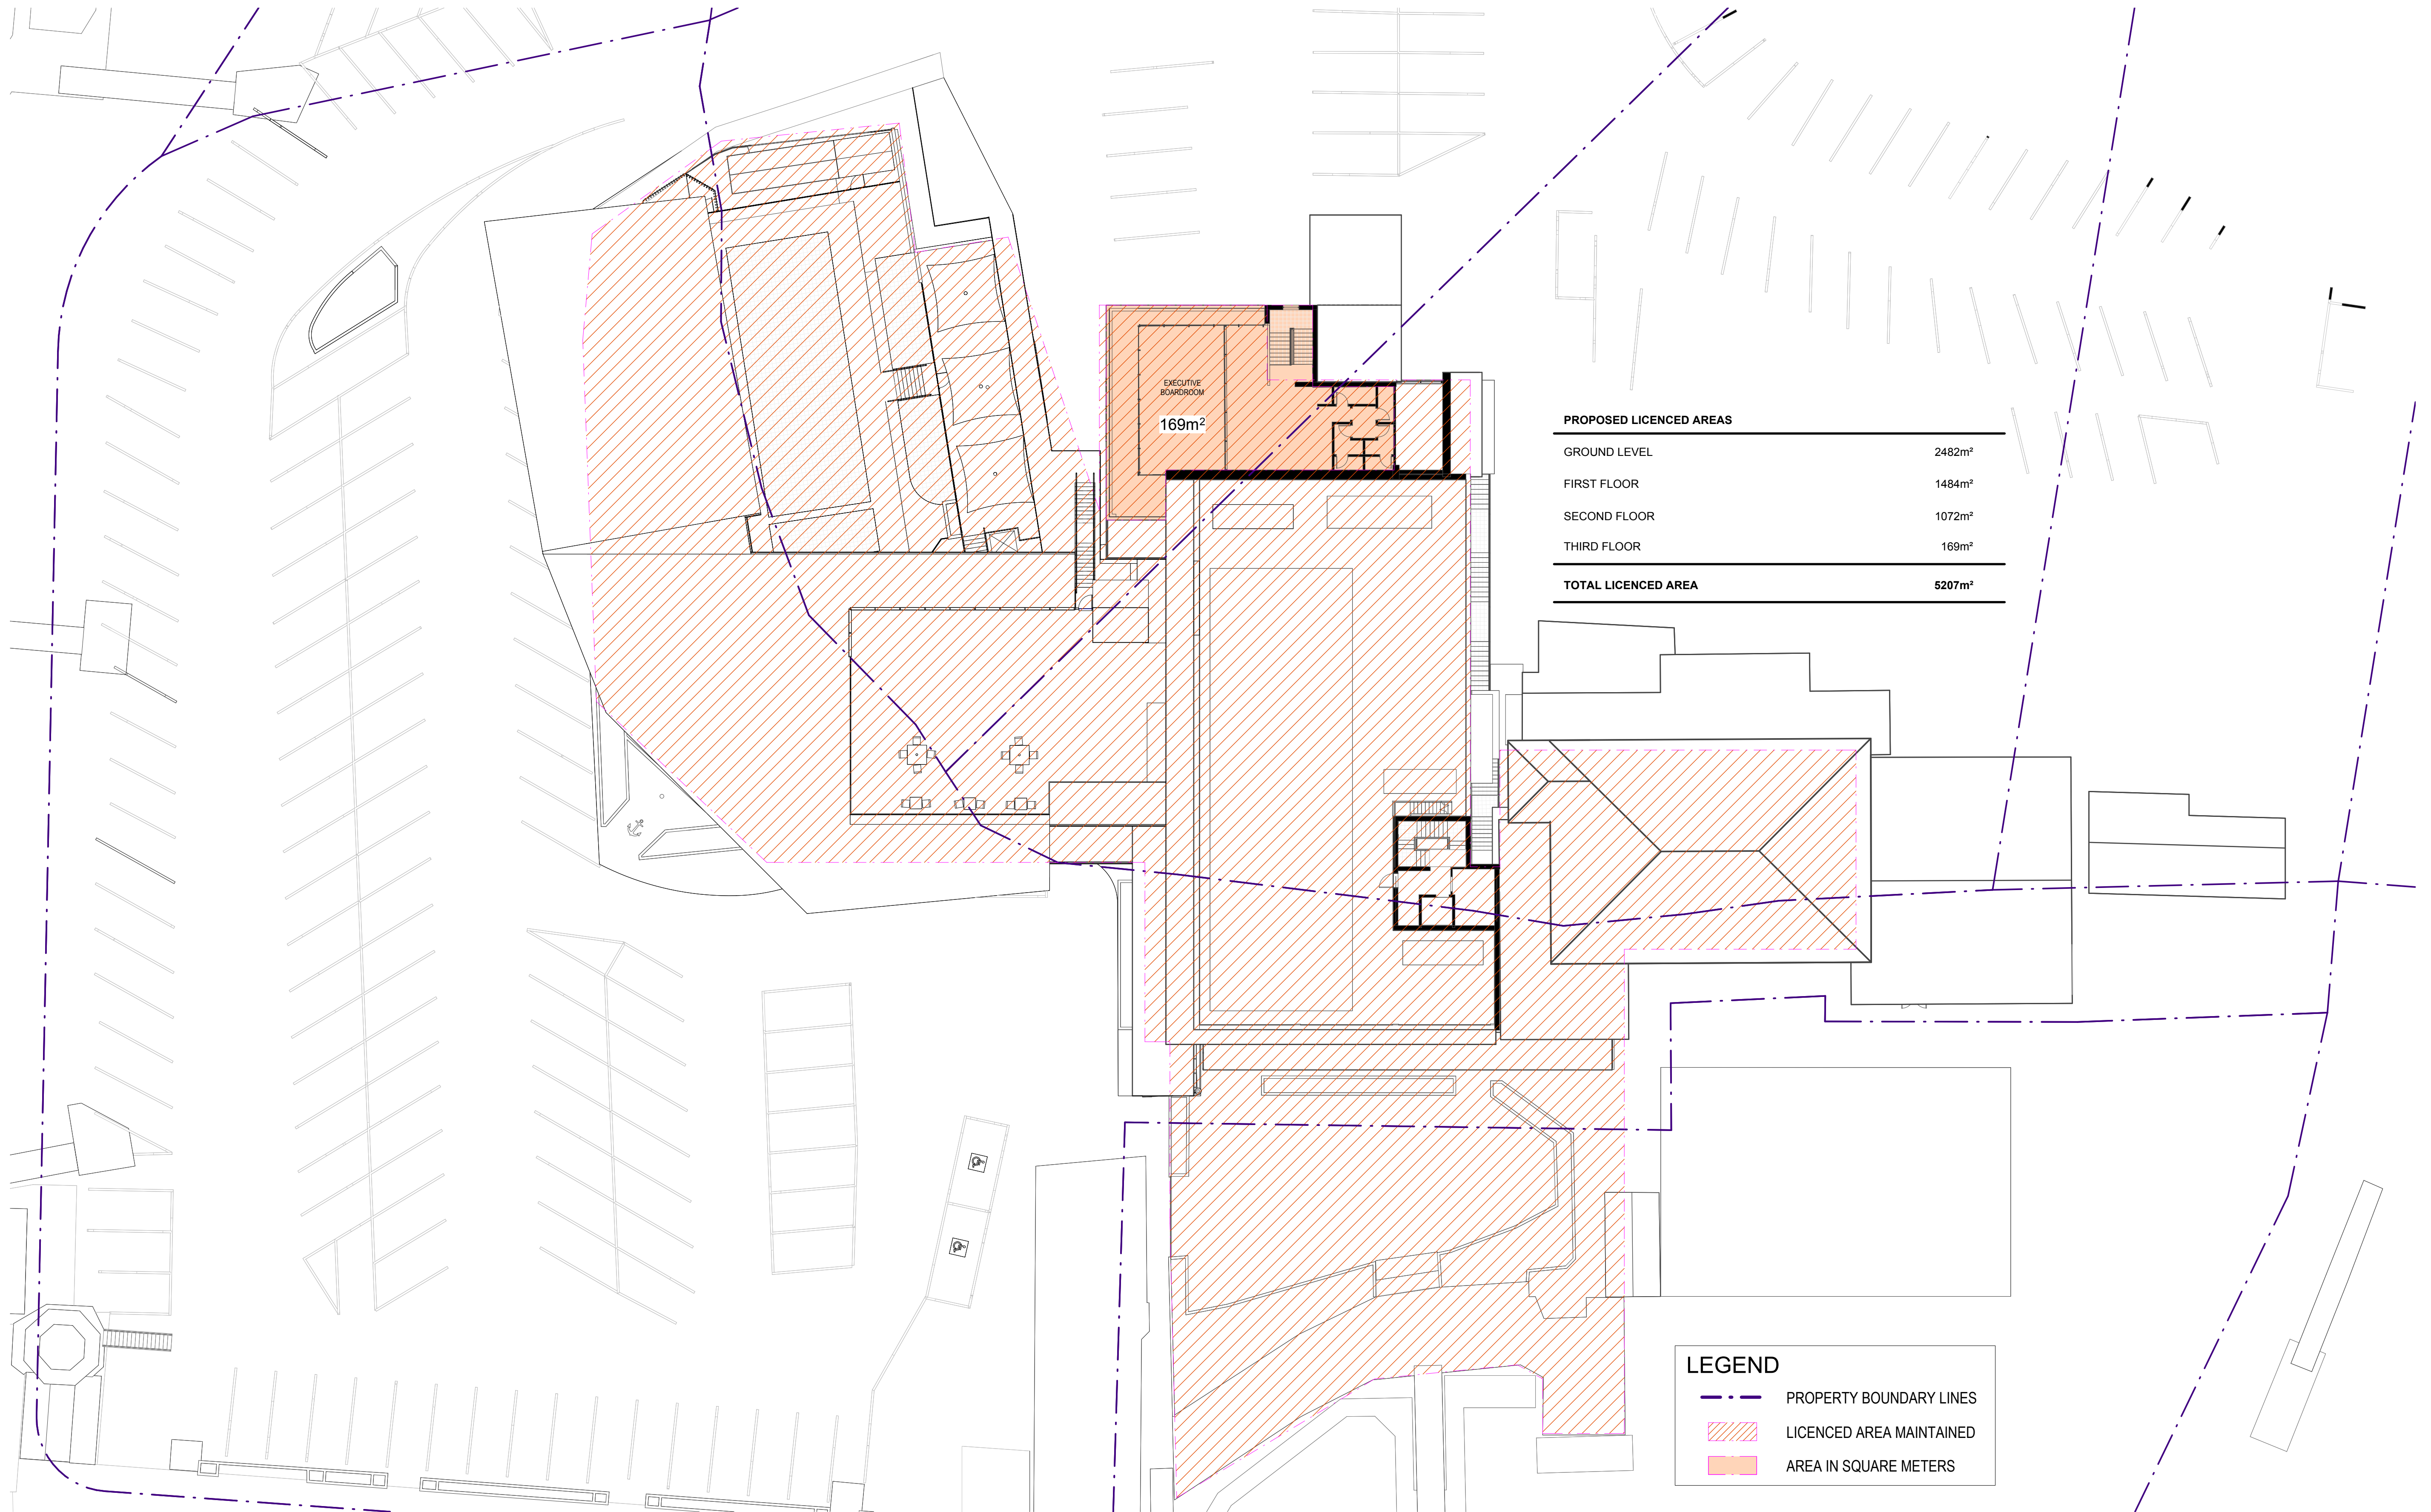 EXECUTIVE
BOARDROOM
169m²
PROPOSED LICENCED AREAS
GROUND LEVEL 2482m²
FIRST FLOOR 1484m²
SECOND FLOOR 1072m²
THIRD FLOOR 169m²
TOTAL LICENCED AREA 5207m²
LEGEND
PROPERTY BOUNDARY LINES
LICENCED AREA MAINTAINED
AREA IN SQUARE METERS